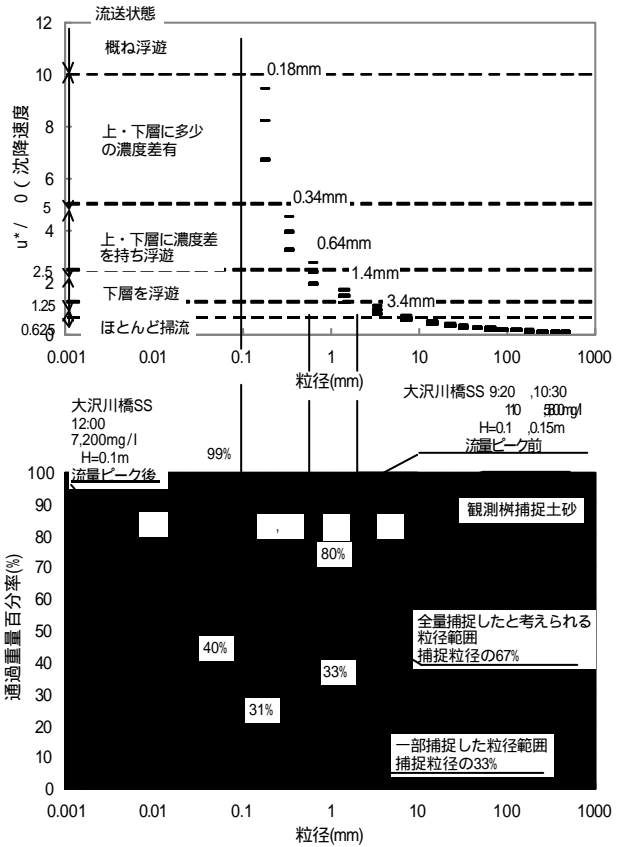 流送状態
12
概ね浮遊
10
0.18mm
上・下層に多少
の濃度差有
8
6
0.34mm
5
4
上・下層に濃度差
を持ち浮遊
0.64mm
2.5
2
1.4mm
下層を浮遊
1.25
3.4mm
0.625
ほとんど掃流
0
u* / 0 ( 沈降速度
0.001 0.01 0.1 1 10 100 1000
粒径(mm)
大沢川橋SS
12:00
7,200mg / l
H=0.1m
流量ピーク後
99%
大沢川橋SS 9:20 ,10:30
H=0.1 ,0.15m
流量ピーク前
通過重量百分率(%)
100
90
観測桝捕捉土砂
80
,
80%
70
60
50
全量捕捉したと考えられる
粒径範囲
捕捉粒径の67%
40%
40
33%
30
31%
20
一部捕捉した粒径範囲
捕捉粒径の33%
10
0
0.001 0.01 0.1 1 10 100 1000
粒径(mm)